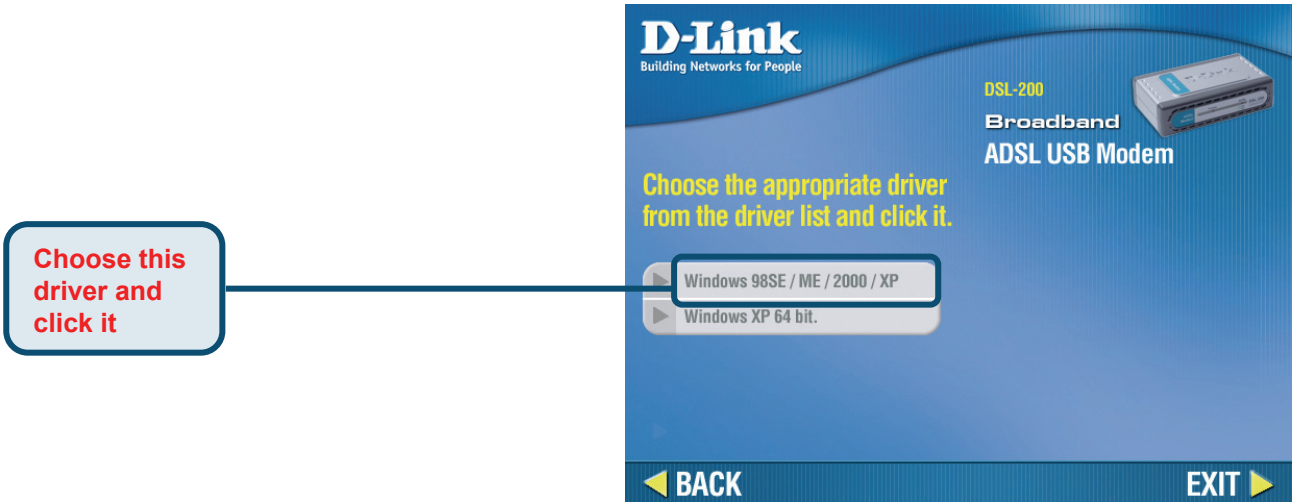 Choose this
driver and
click it
D-Link
Building Networks for People
DSL-200
Broadband
ADSL USB Modem
Choose the appropriate driver
from the driver list and click it.
Windows 98SE / ME / 2000 / XP
Windows XP 64 bit.
BACK
EXIT